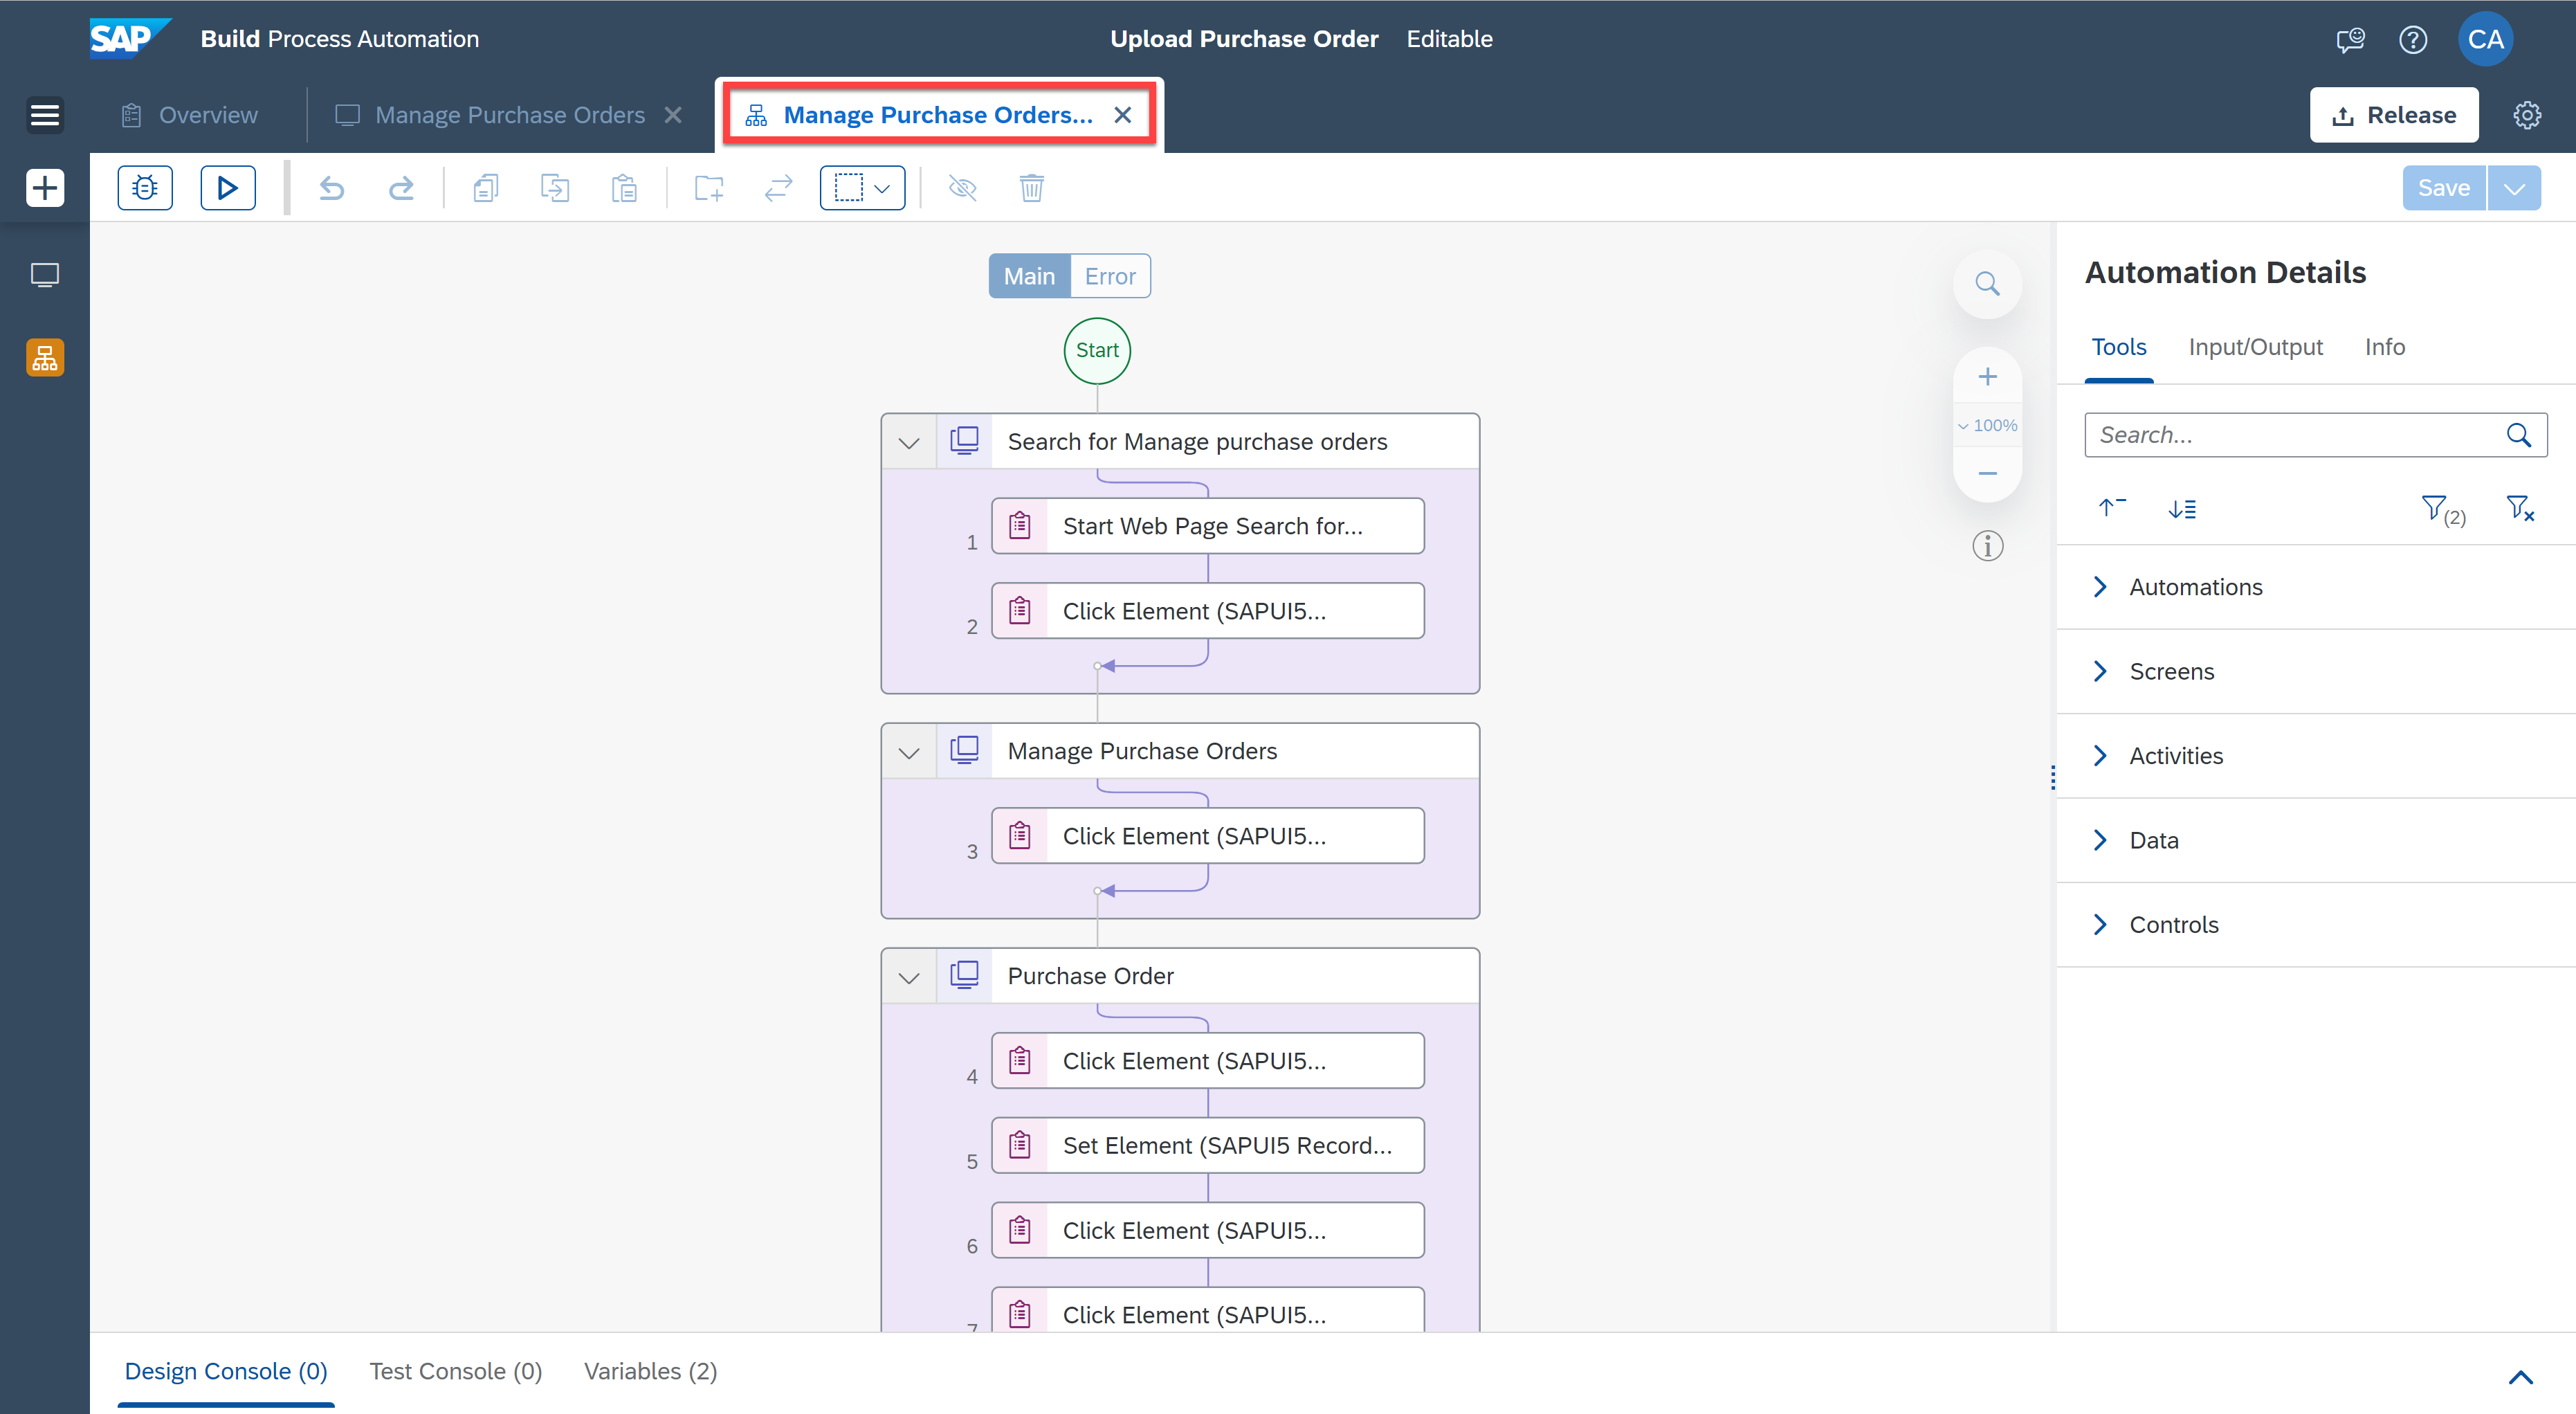 SAP Build Process Automation
Upload Purchase Order Editable
CA
Overview
Manage Purchase Orders
Manage Purchase Orders...
Release
Save
Main Error
Start
100%
Search for Manage purchase orders
1 Start Web Page Search for...
2 Click Element (SAPUI5...
Manage Purchase Orders
3 Click Element (SAPUI5...
Purchase Order
4 Click Element (SAPUI5...
5 Set Element (SAPUI5 Record...
6 Click Element (SAPUI5...
7 Click Element (SAPUI5...
Automation Details
Tools Input/Output Info
Search...
(2)
Automations
Screens
Activities
Data
Controls
Design Console (0) Test Console (0) Variables (2)